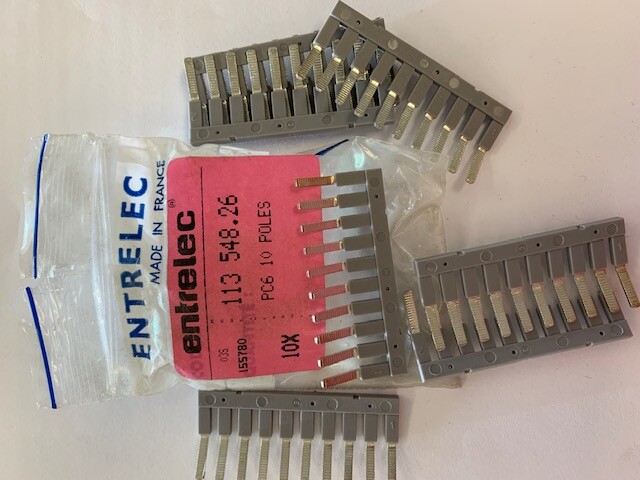 ENTRELEC
MADE IN FRANCE
entrelec
113 548.26
PC6 10 POLES
155780
10X